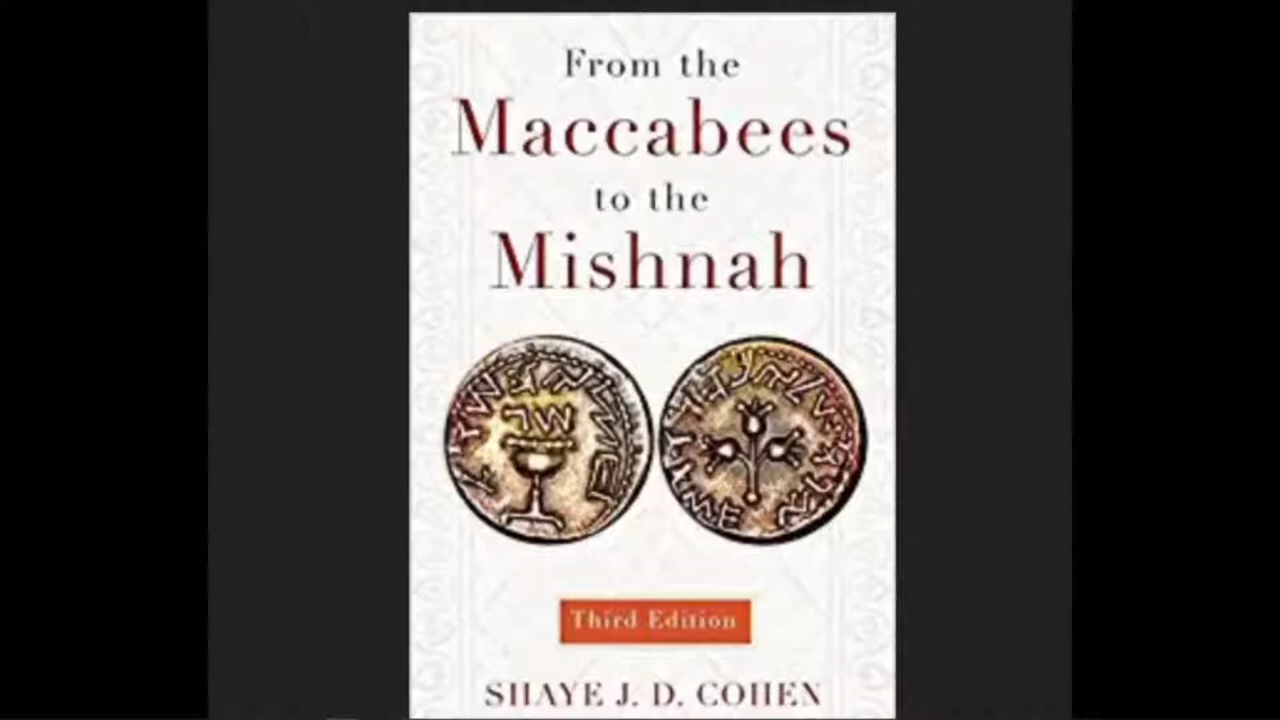 From the
Maccabees
to the
Mishnah
Third Edition
SHAYE J. D. COHEN